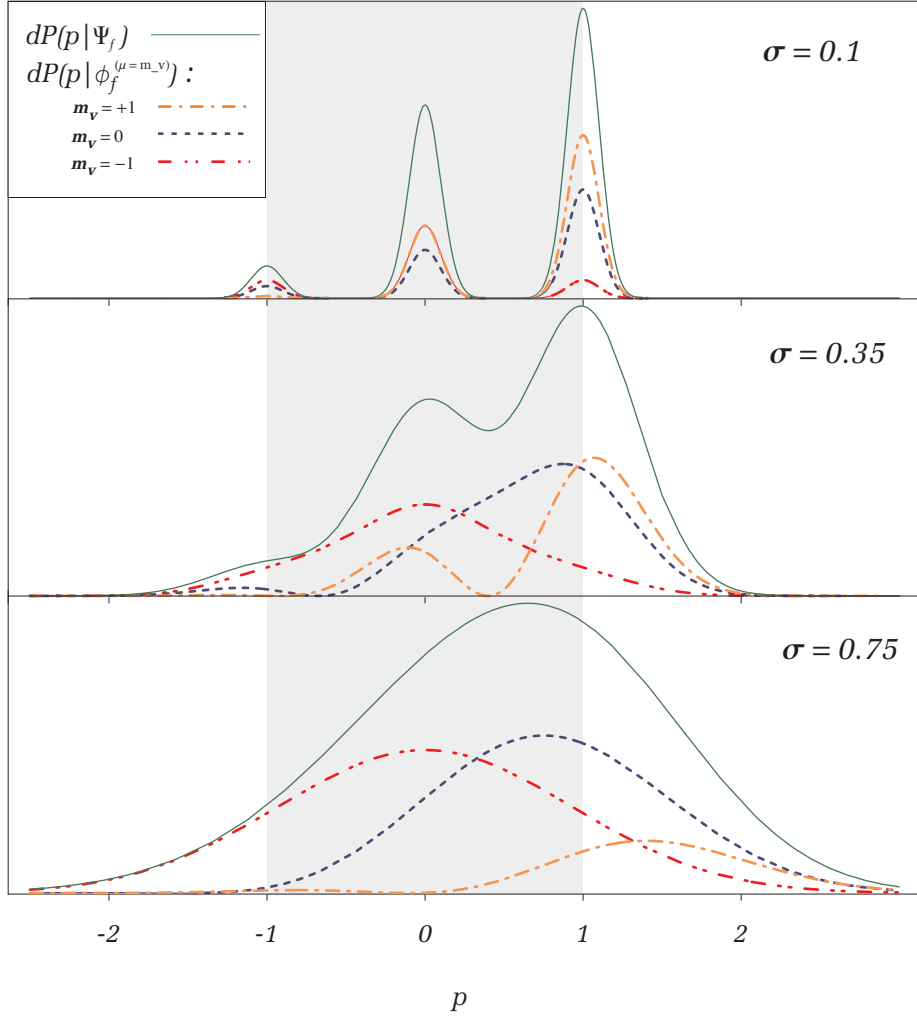 dP(p|Ψ_f)
dP(p|ϕ_f^(μ=m_v)) :
m_v = +1
m_v = 0
m_v = −1
σ = 0.1
σ = 0.35
σ = 0.75
-2 -1 0 1 2
p